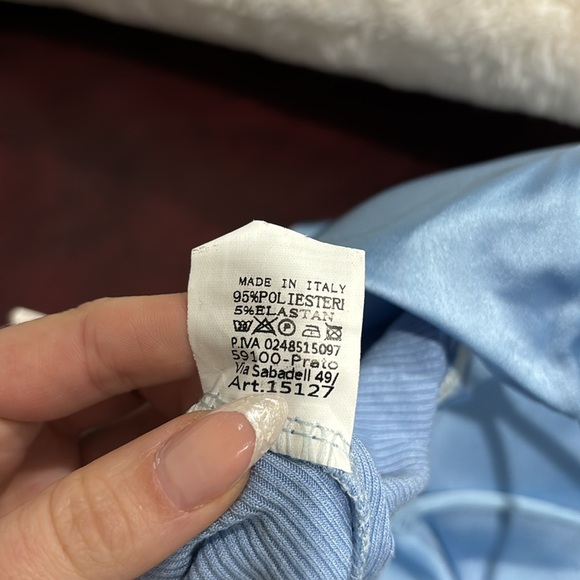 MADE IN ITALY
95%POLIESTERI
5%ELASTAN
P.IVA 0248515097
59100-Prato
Via Sabadell 49/
Art.15127